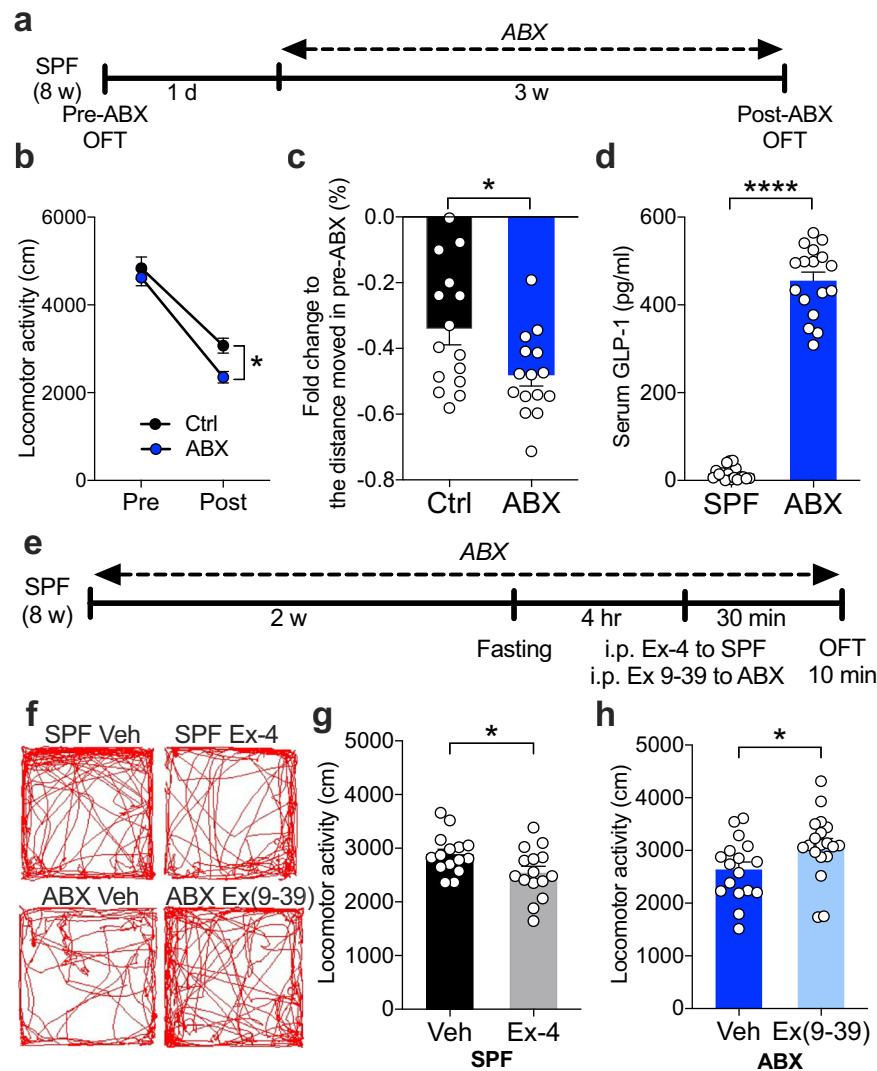 a
ABX
SPF
(8 w)
1 d
3 w
Pre-ABX
OFT
Post-ABX
OFT
b
Locomotor activity (cm)
6000
4000
2000
0
Ctrl
ABX
*
Pre
Post
c
Fold change to
the distance moved in pre-ABX (%)
*
0.0
-0.2
-0.4
-0.6
-0.8
Ctrl
ABX
d
Serum GLP-1 (pg/ml)
****
600
400
200
0
SPF
ABX
e
ABX
SPF
(8 w)
2 w
4 hr
30 min
Fasting
i.p. Ex-4 to SPF
i.p. Ex 9-39 to ABX
OFT
10 min
f
SPF Veh
SPF Ex-4
ABX Veh
ABX Ex(9-39)
g
Locomotor activity (cm)
*
5000
4000
3000
2000
1000
0
Veh
Ex-4
SPF
h
Locomotor activity (cm)
*
5000
4000
3000
2000
1000
0
Veh
Ex(9-39)
ABX